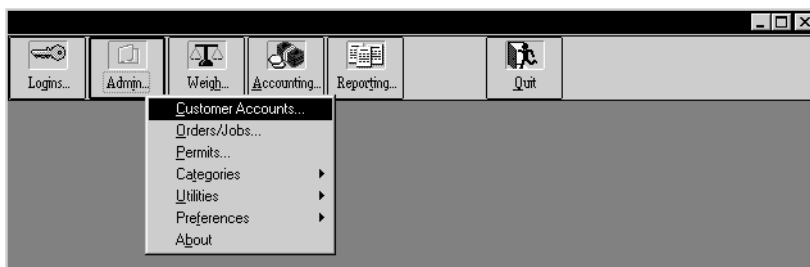 Logins... Admin... Weigh... Accounting... Reporting... Quit
Customer Accounts...
Orders/Jobs...
Permits...
Categories
Utilities
Preferences
About